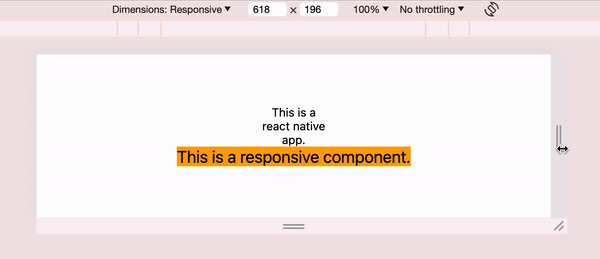 Dimensions: Responsive ▼ 618 × 196 100% ▼ No throttling ▼
This is a
react native
app.
This is a responsive component.